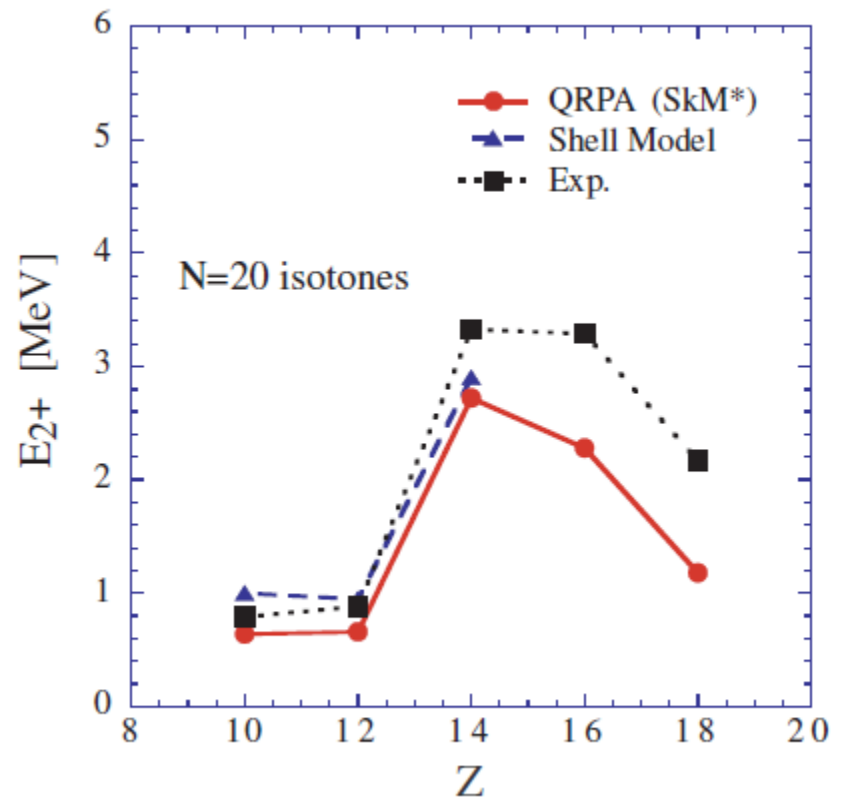 6
5
4
3
2
1
0
E2+ [MeV]
QRPA (SkM*)
Shell Model
Exp.
N=20 isotones
8 10 12 14 16 18 20
Z